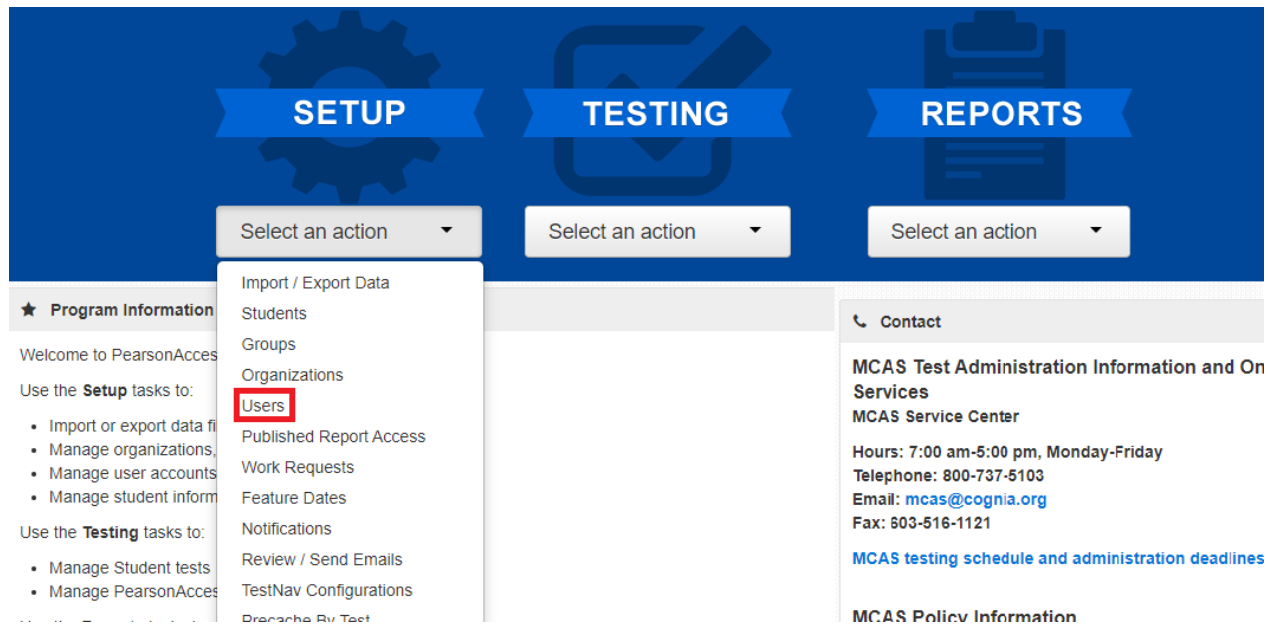 SETUP
TESTING
REPORTS
Select an action
Select an action
Select an action
Import / Export Data
Students
Groups
Organizations
Users
Published Report Access
Work Requests
Feature Dates
Notifications
Review / Send Emails
TestNav Configurations
Precache By Test
Program Information
Welcome to PearsonAcces
Use the Setup tasks to:
Import or export data fi
Manage organizations,
Manage user accounts
Manage student inform
Use the Testing tasks to:
Manage Student tests
Manage PearsonAcces
Contact
MCAS Test Administration Information and On
Services
MCAS Service Center
Hours: 7:00 am-5:00 pm, Monday-Friday
Telephone: 800-737-5103
Email: mcas@cognia.org
Fax: 603-516-1121
MCAS testing schedule and administration deadlines
MCAS Policy Information